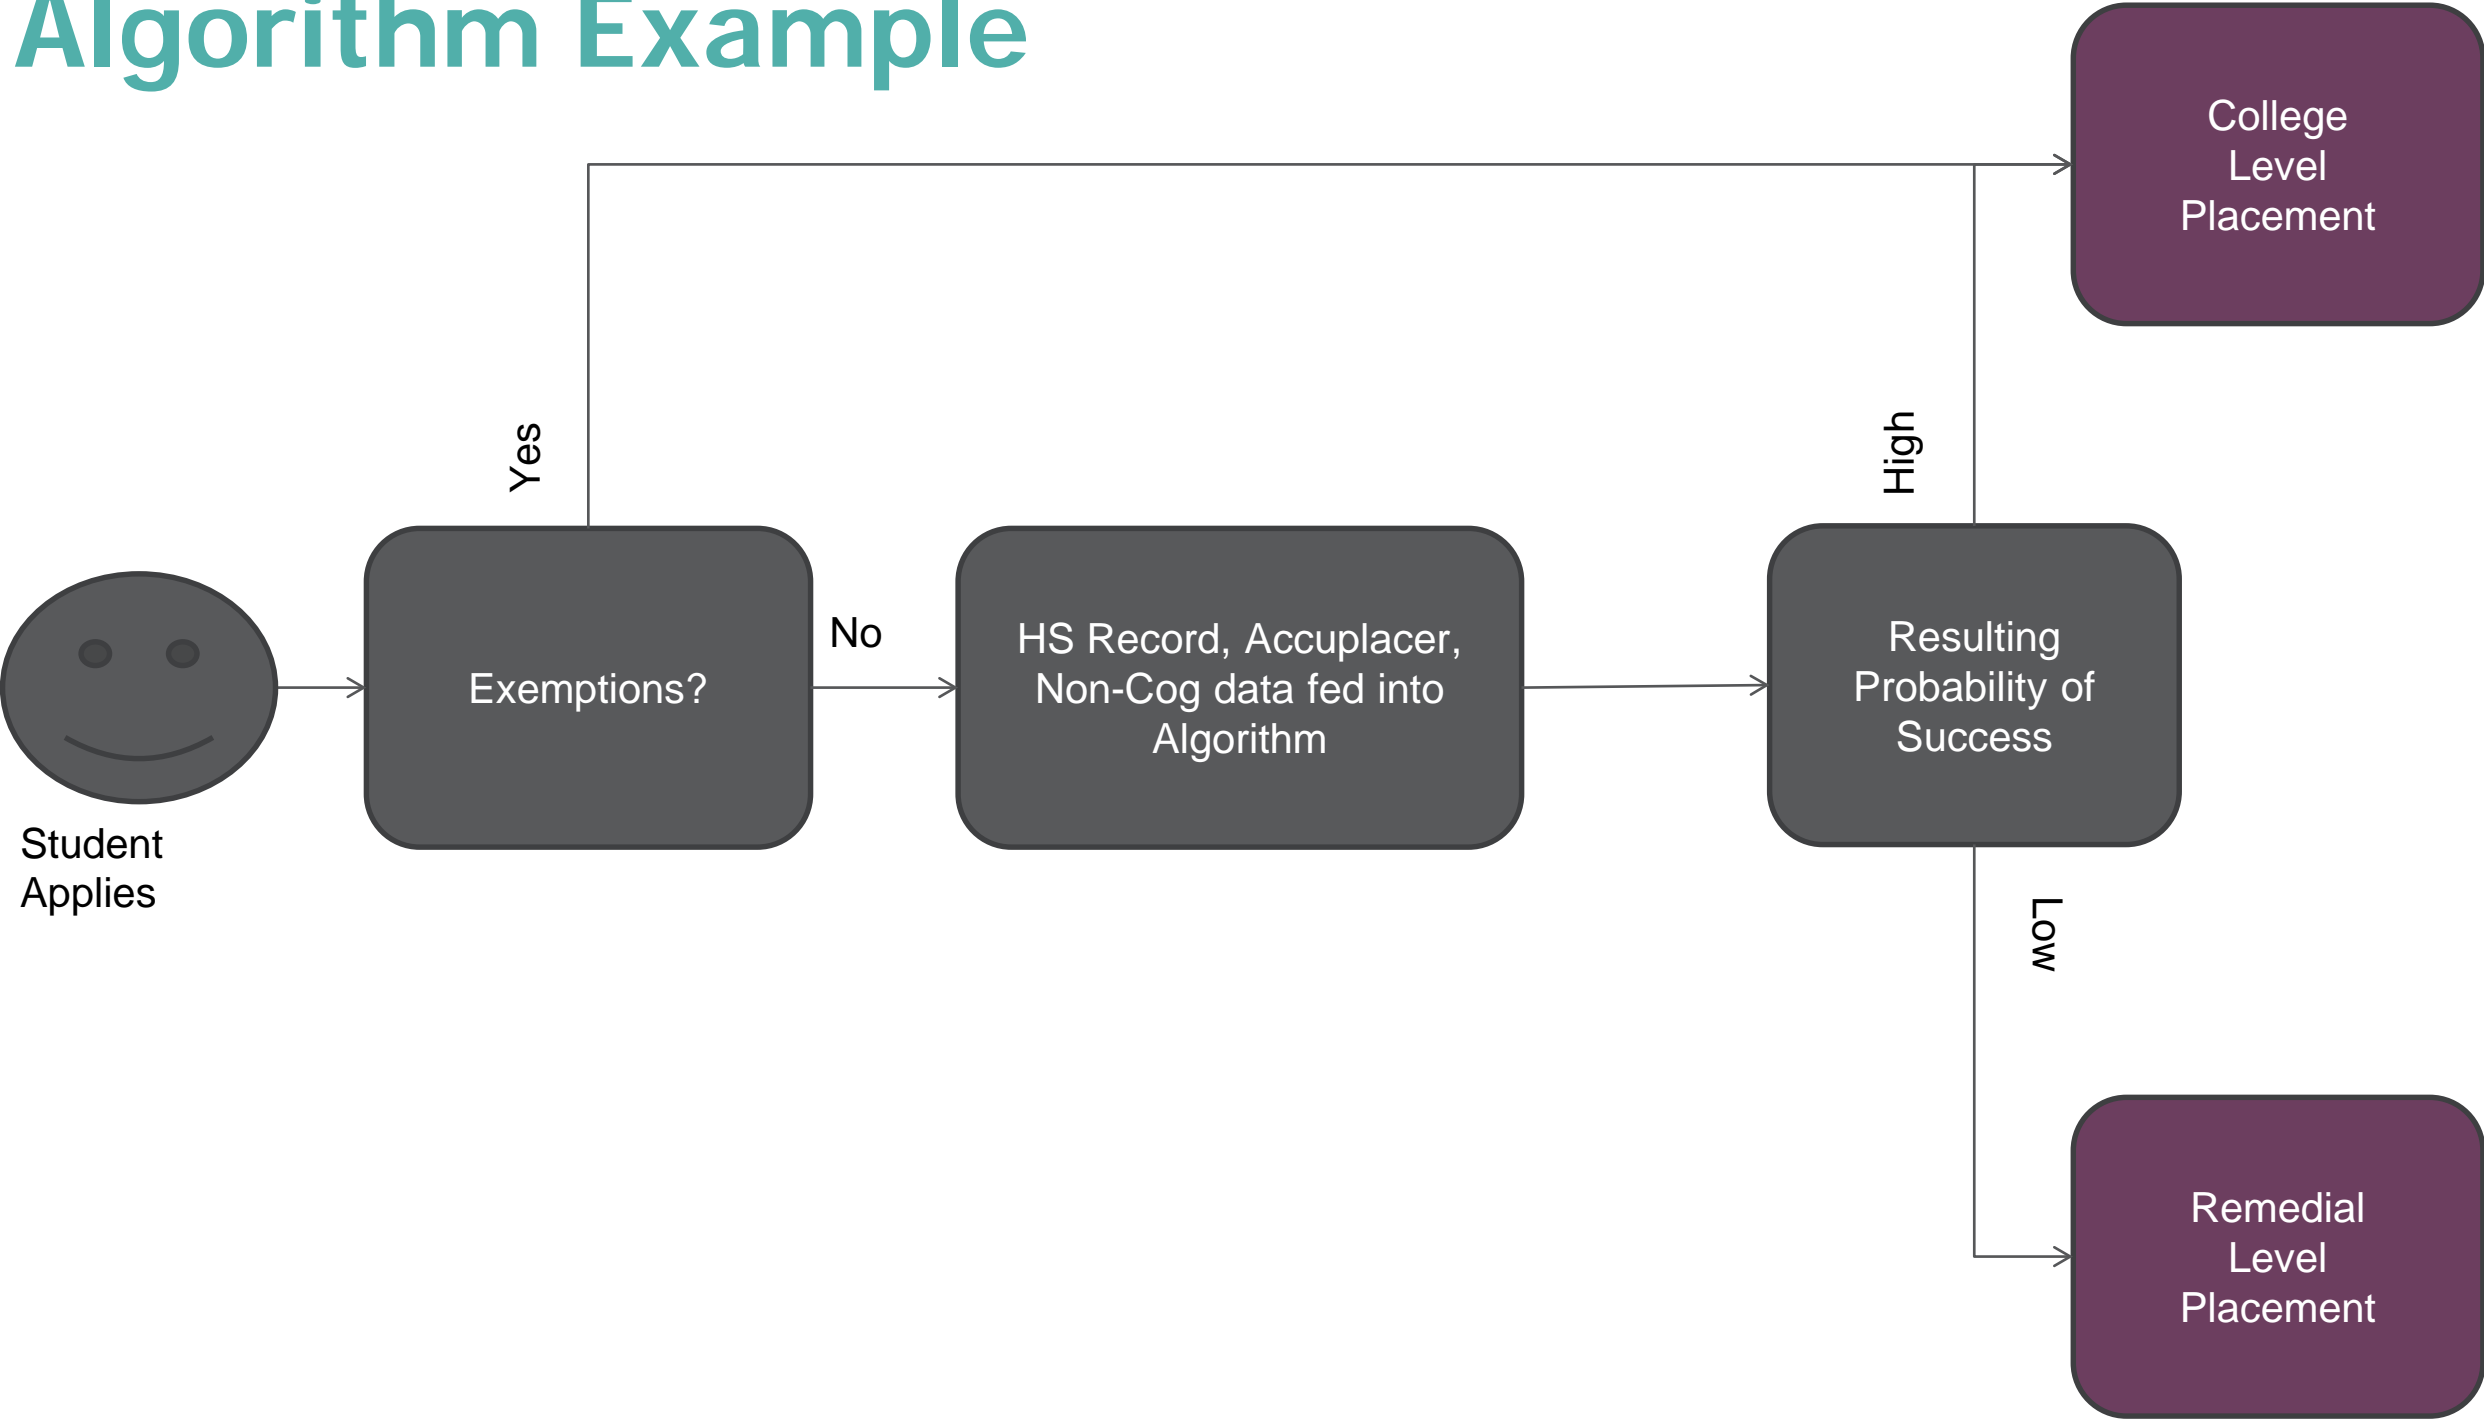 Algorithm Example
College
Level
Placement
Yes
High
Student
Applies
Exemptions?
No
HS Record, Accuplacer,
Non-Cog data fed into
Algorithm
Resulting
Probability of
Success
Low
Remedial
Level
Placement